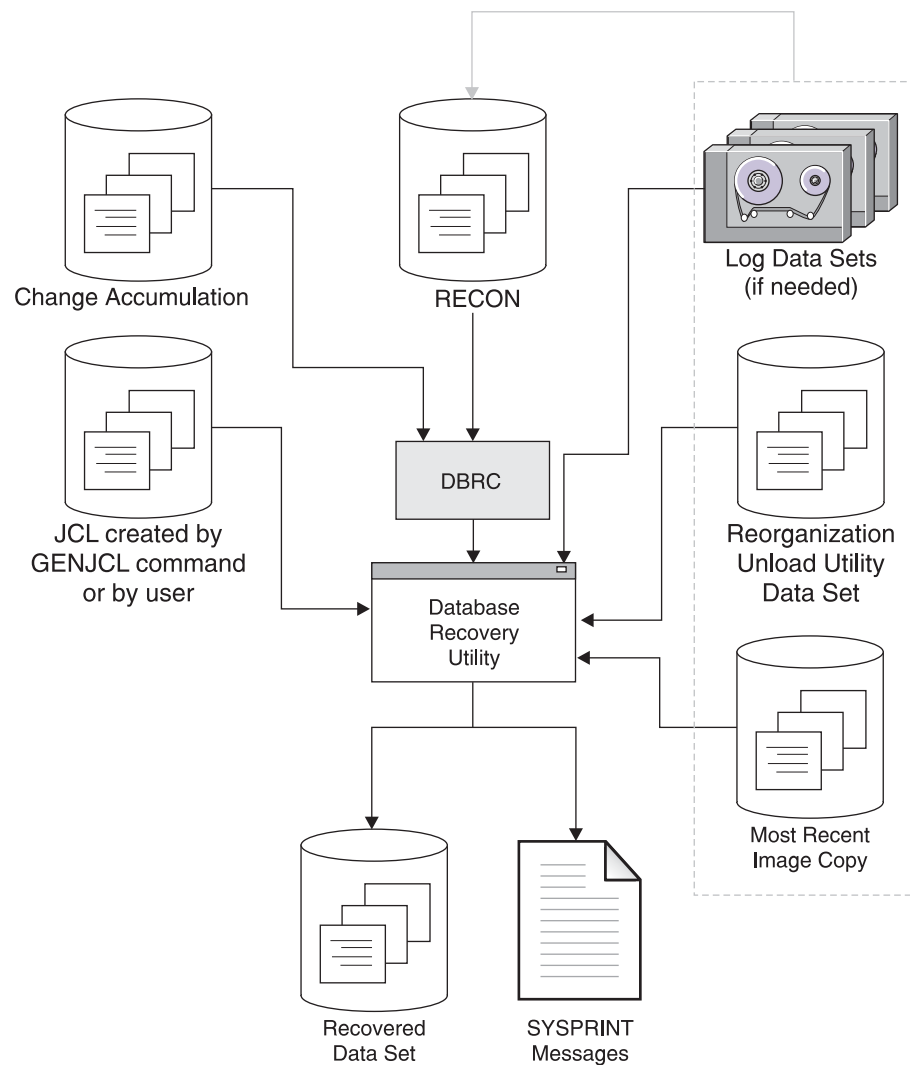 Change Accumulation
RECON
Log Data Sets
(if needed)
JCL created by
GENJCL command
or by user
DBRC
Reorganization
Unload Utility
Data Set
Database
Recovery
Utility
Most Recent
Image Copy
Recovered
Data Set
SYSPRINT
Messages